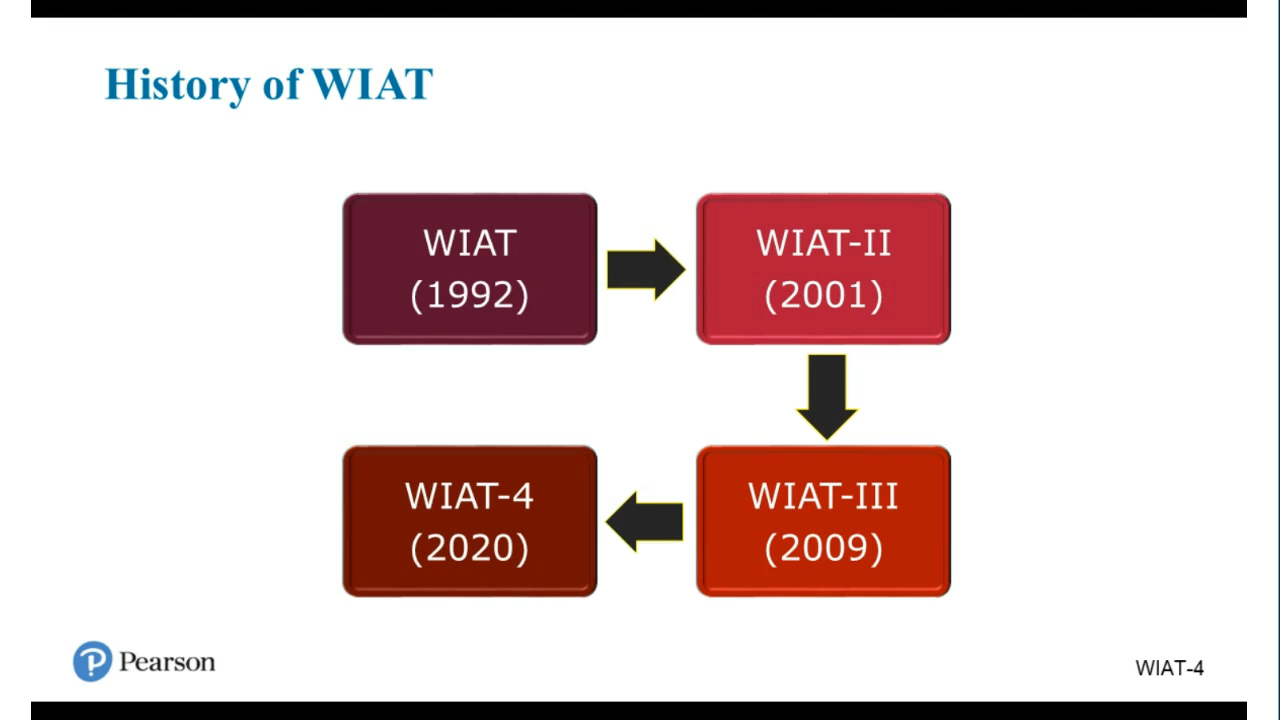 History of WIAT
WIAT
(1992)
WIAT-II
(2001)
WIAT-III
(2009)
WIAT-4
(2020)
Pearson
WIAT-4